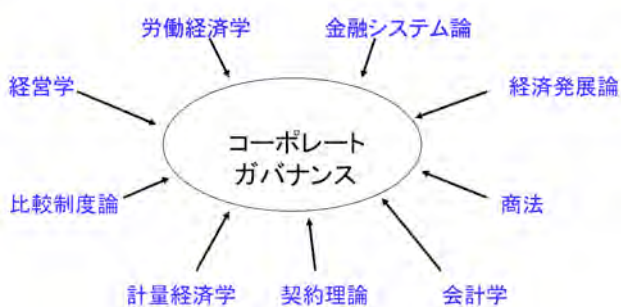 労働経済学
金融システム論
経営学
経済発展論
コーポレート
ガバナンス
比較制度論
商法
計量経済学
契約理論
会計学